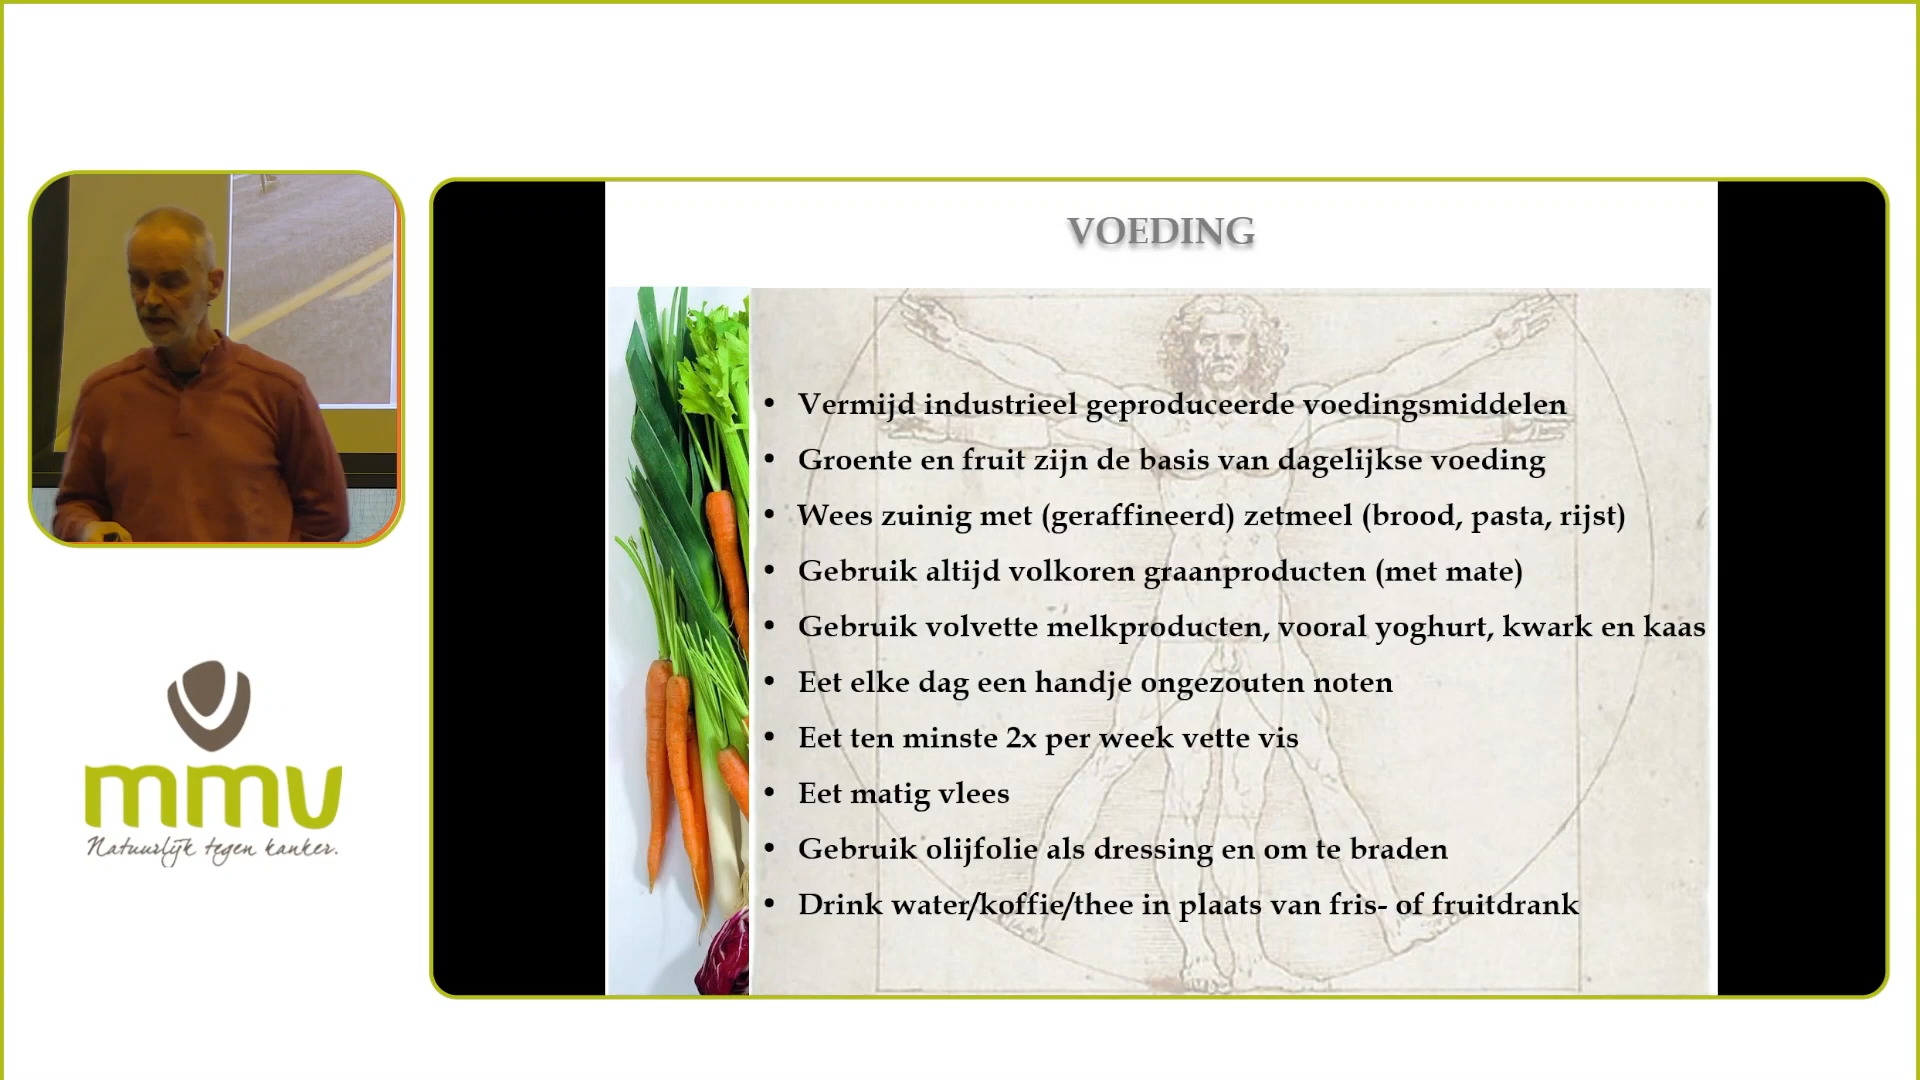 VOEDING
• Vermijd industrieel geproduceerde voedingsmiddelen
• Groente en fruit zijn de basis van dagelijkse voeding
• Wees zuinig met (geraffineerd) zetmeel (brood, pasta, rijst)
• Gebruik altijd volkoren graanproducten (met mate)
• Gebruik volvette melkproducten, vooral yoghurt, kwark en kaas
• Eet elke dag een handje ongezouten noten
• Eet ten minste 2x per week vette vis
• Eet matig vlees
• Gebruik olijfolie als dressing en om te braden
• Drink water/koffie/thee in plaats van fris- of fruitdrank
mmv
Natuurlijk tegen kanker.